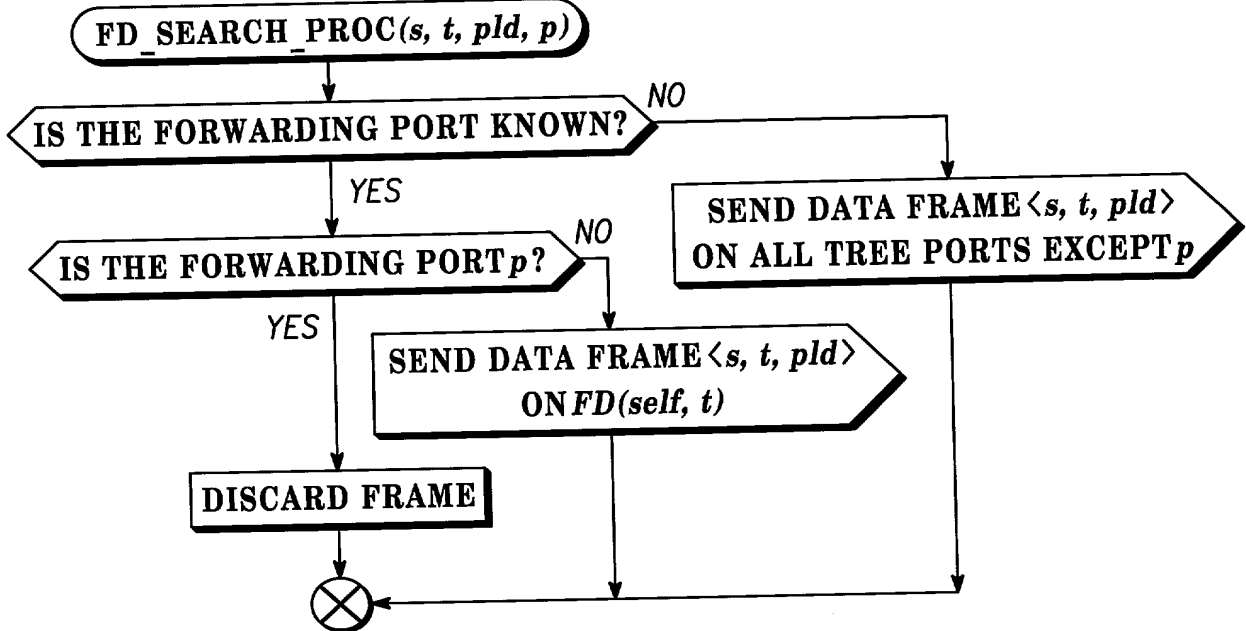 FD_SEARCH_PROC(s, t, pld, p)
IS THE FORWARDING PORT KNOWN?
NO
YES
SEND DATA FRAME <s, t, pld>
ON ALL TREE PORTS EXCEPT p
IS THE FORWARDING PORT p?
NO
YES
SEND DATA FRAME <s, t, pld>
ON FD(self, t)
DISCARD FRAME